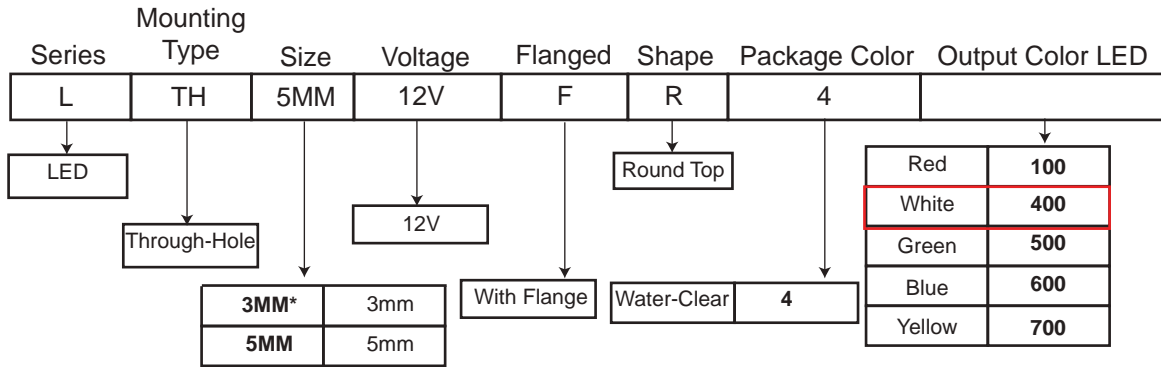 Mounting
Series Type Size Voltage Flanged Shape Package Color Output Color LED
L TH 5MM 12V F R 4
LED
Through-Hole
3MM* 3mm
5MM 5mm
12V
With Flange
Round Top
Water-Clear 4
Red 100
White 400
Green 500
Blue 600
Yellow 700